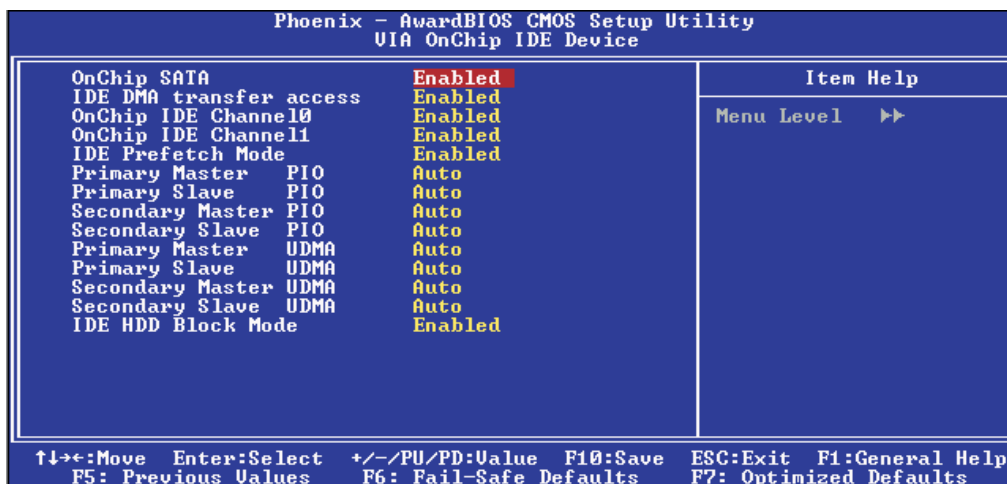 Phoenix - AwardBIOS CMOS Setup Utility
VIA OnChip IDE Device
OnChip SATA Enabled
IDE DMA transfer access Enabled
OnChip IDE Channel0 Enabled
OnChip IDE Channel1 Enabled
IDE Prefetch Mode Enabled
Primary Master PIO Auto
Primary Slave PIO Auto
Secondary Master PIO Auto
Secondary Slave PIO Auto
Primary Master UDMA Auto
Primary Slave UDMA Auto
Secondary Master UDMA Auto
Secondary Slave UDMA Auto
IDE HDD Block Mode Enabled
Item Help
Menu Level ►►
↑↓→←:Move Enter:Select +/-/PU/PD:Value F10:Save ESC:Exit F1:General Help
F5: Previous Values F6: Fail-Safe Defaults F7: Optimized Defaults